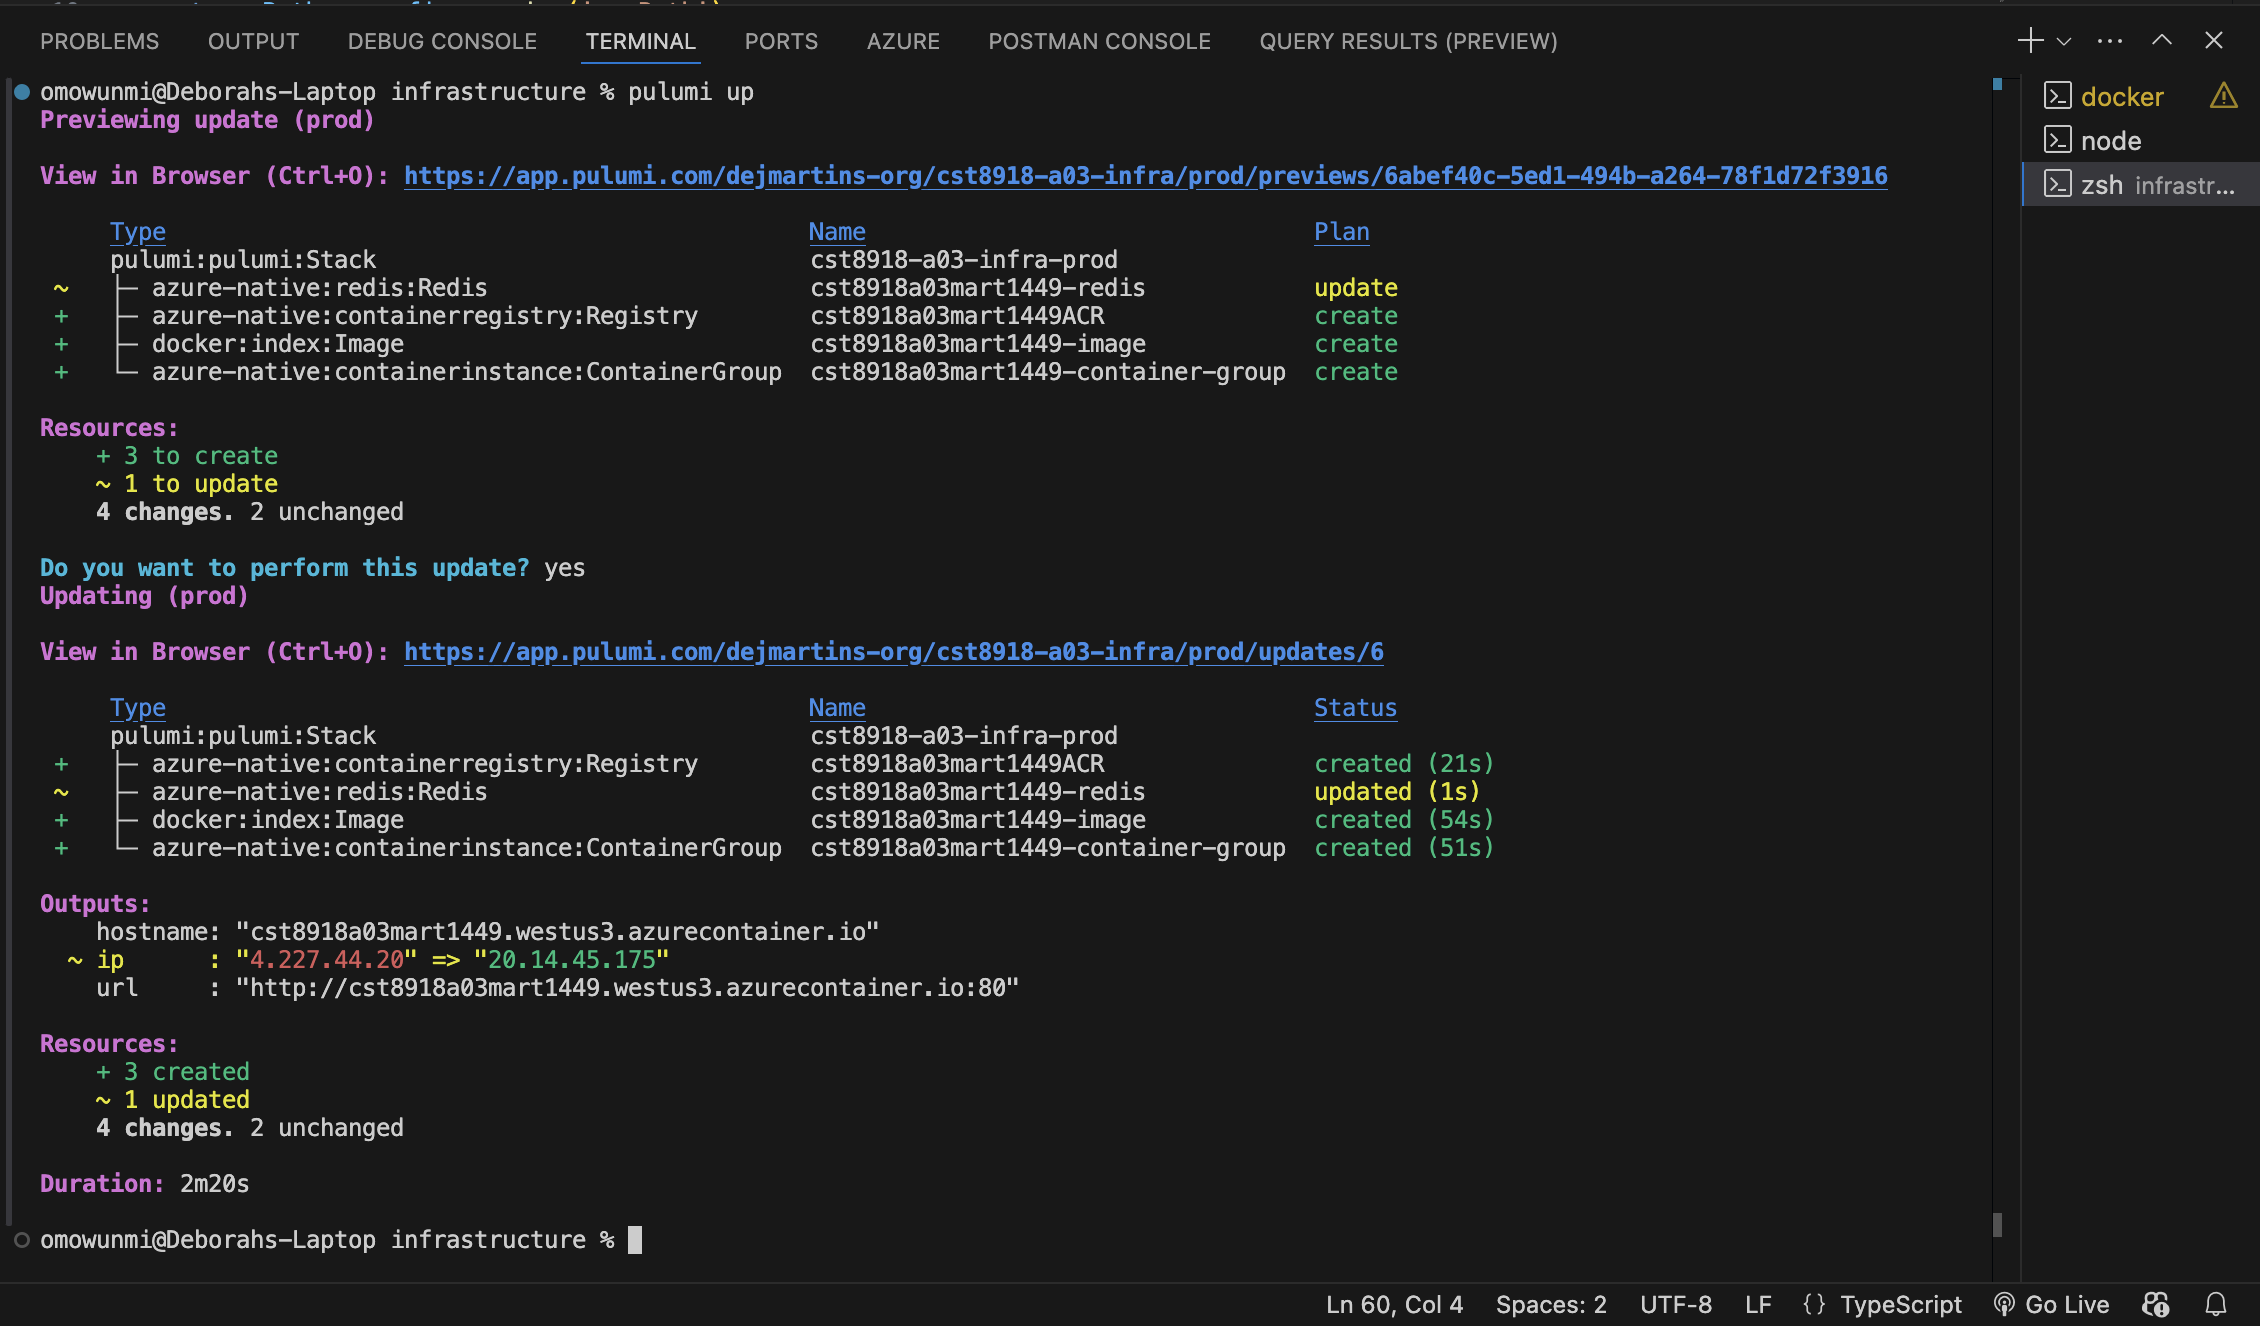 PROBLEMS OUTPUT DEBUG CONSOLE TERMINAL PORTS AZURE POSTMAN CONSOLE QUERY RESULTS (PREVIEW)
omowunmi@Deborahs-Laptop infrastructure % pulumi up
Previewing update (prod)
View in Browser (Ctrl+O): https://app.pulumi.com/dejmartins-org/cst8918-a03-infra/prod/previews/6abef40c-5ed1-494b-a264-78f1d72f3916
Type Name Plan
pulumi:pulumi:Stack cst8918-a03-infra-prod
~ ├─ azure-native:redis:Redis cst8918a03mart1449-redis update
+ ├─ azure-native:containerregistry:Registry cst8918a03mart1449ACR create
+ ├─ docker:index:Image cst8918a03mart1449-image create
+ └─ azure-native:containerinstance:ContainerGroup cst8918a03mart1449-container-group create
Resources:
+ 3 to create
~ 1 to update
4 changes. 2 unchanged
Do you want to perform this update? yes
Updating (prod)
View in Browser (Ctrl+O): https://app.pulumi.com/dejmartins-org/cst8918-a03-infra/prod/updates/6
Type Name Status
pulumi:pulumi:Stack cst8918-a03-infra-prod
+ ├─ azure-native:containerregistry:Registry cst8918a03mart1449ACR created (21s)
~ ├─ azure-native:redis:Redis cst8918a03mart1449-redis updated (1s)
+ ├─ docker:index:Image cst8918a03mart1449-image created (54s)
+ └─ azure-native:containerinstance:ContainerGroup cst8918a03mart1449-container-group created (51s)
Outputs:
hostname: "cst8918a03mart1449.westus3.azurecontainer.io"
~ ip : "4.227.44.20" => "20.14.45.175"
url : "http://cst8918a03mart1449.westus3.azurecontainer.io:80"
Resources:
+ 3 created
~ 1 updated
4 changes. 2 unchanged
Duration: 2m20s
omowunmi@Deborahs-Laptop infrastructure %
docker
node
zsh infrastr...
Ln 60, Col 4 Spaces: 2 UTF-8 LF {} TypeScript Go Live